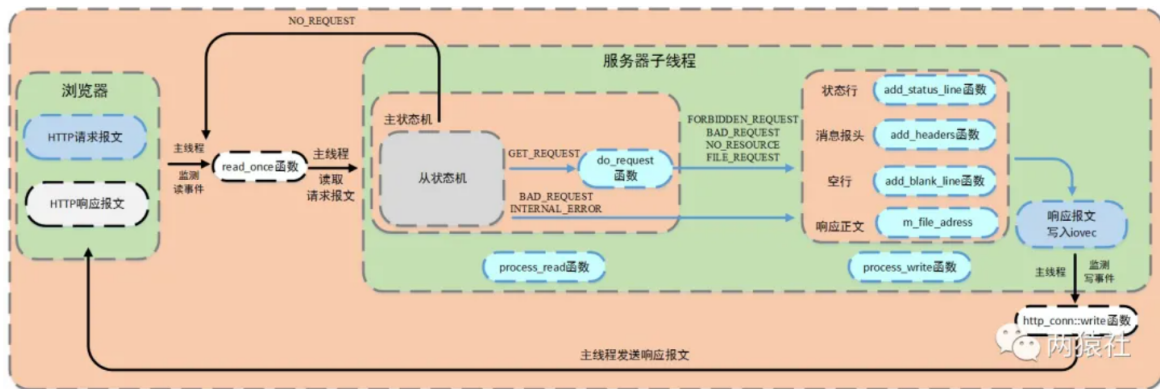 NO_REQUEST
服务器子线程
浏览器
HTTP请求报文
HTTP响应报文
主线程
监测
读事件
read_once函数
主线程
读取
请求报文
主状态机
从状态机
GET_REQUEST
do_request
函数
BAD_REQUEST
INTERNAL_ERROR
process_read函数
FORBIDDEN_REQUEST
BAD_REQUEST
NO_RESOURCE
FILE_REQUEST
状态行
add_status_line函数
消息报头
add_headers函数
空行
add_blank_line函数
响应正文
m_file_adress
process_write函数
响应报文
写入iovec
主线程
监测
写事件
http_conn::write函数
主线程发送响应报文
两猿社